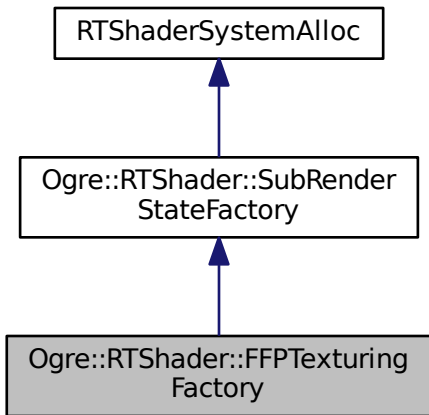 RTShaderSystemAlloc
Ogre::RTShader::SubRender
StateFactory
Ogre::RTShader::FFPTexturing
Factory